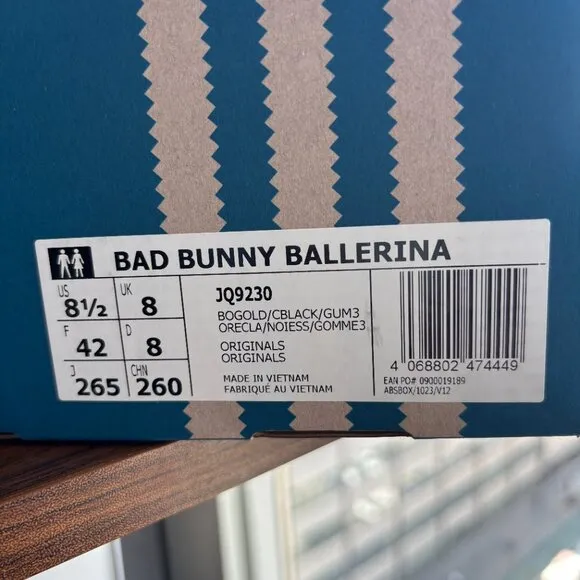 BAD BUNNY BALLERINA
US
8½
UK
8
F
42
D
8
J
265
CHN
260
JQ9230
BOGOLD/CBLACK/GUM3
ORECLA/NOIESS/GOMME3
ORIGINALS
ORIGINALS
MADE IN VIETNAM
FABRIQUÉ AU VIETNAM
4 068802 474449
EAN PO# 0900019189
ABSBOX/1023/V12